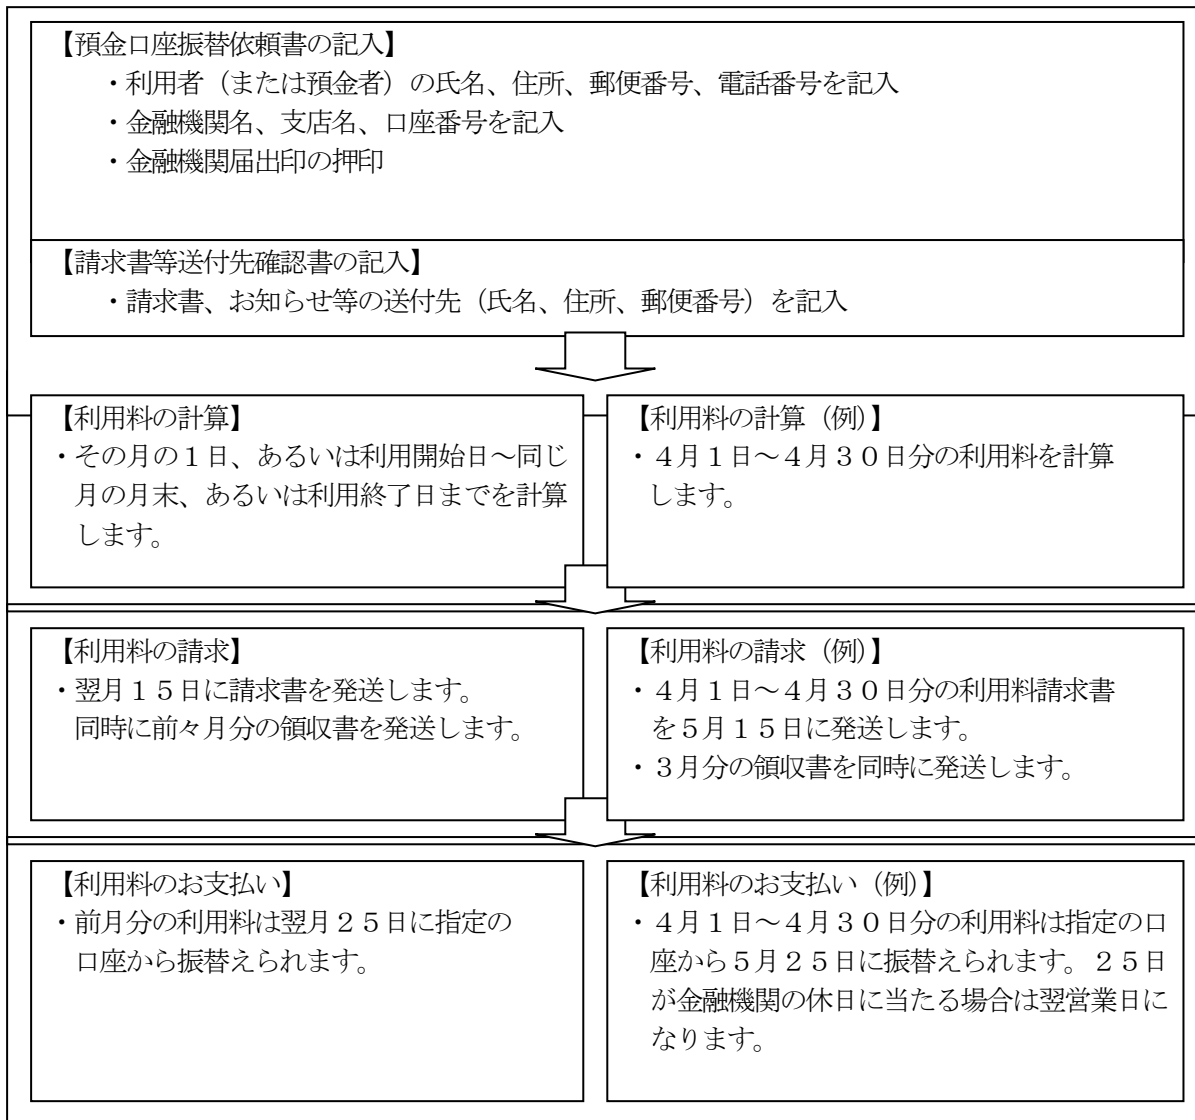 【預金口座振替依頼書の記入】
・利用者（または預金者）の氏名、住所、郵便番号、電話番号を記入
・金融機関名、支店名、口座番号を記入
・金融機関届出印の押印
【請求書等送付先確認書の記入】
・請求書、お知らせ等の送付先（氏名、住所、郵便番号）を記入
【利用料の計算】
・その月の１日、あるいは利用開始日～同じ
月の月末、あるいは利用終了日までを計算
します。
【利用料の計算（例）】
・４月１日～４月３０日分の利用料を計算
します。
【利用料の請求】
・翌月１５日に請求書を発送します。
同時に前々月分の領収書を発送します。
【利用料の請求（例）】
・４月１日～４月３０日分の利用料請求書
を５月１５日に発送します。
・３月分の領収書を同時に発送します。
【利用料のお支払い】
・前月分の利用料は翌月２５日に指定の
口座から振替えられます。
【利用料のお支払い（例）】
・４月１日～４月３０日分の利用料は指定の口
座から５月２５日に振替えられます。２５日
が金融機関の休日に当たる場合は翌営業日に
なります。